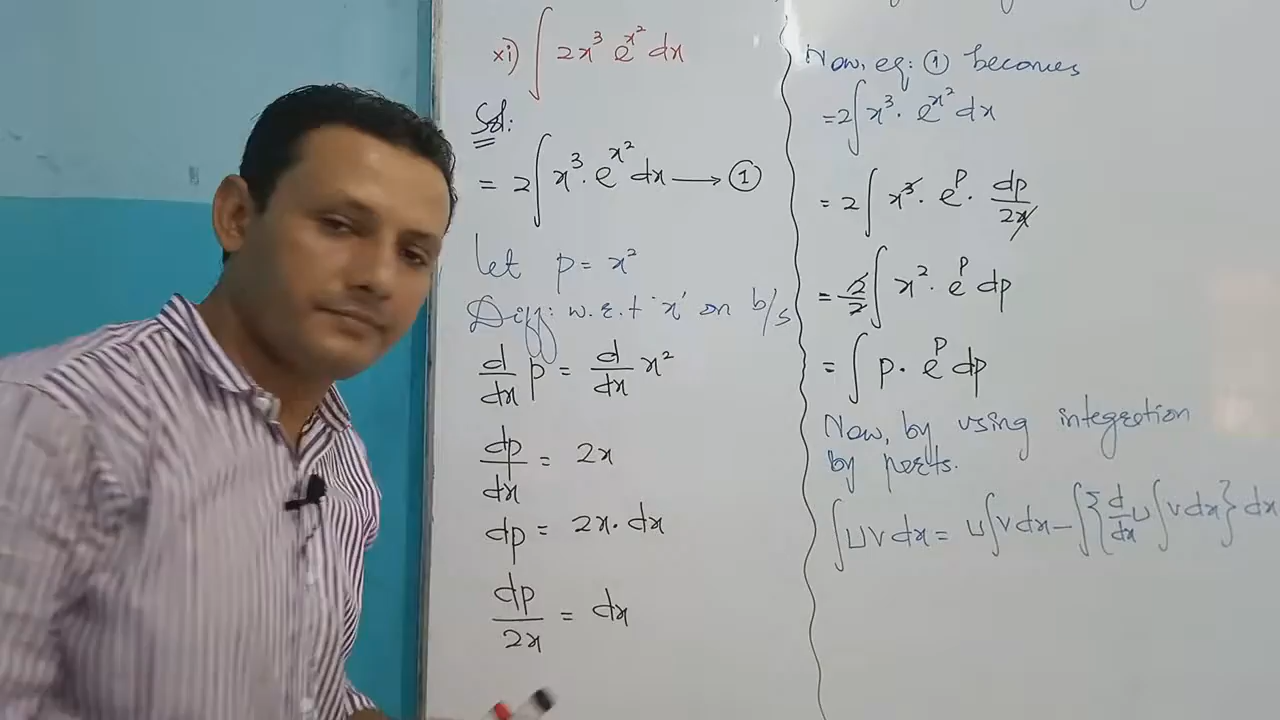 xi) ∫ 2x³ e^x² dx
Sol:
= 2∫ x³. e^x² dx → ①
let p = x²
Diff: w.r.t 'x' on b/s
d/dx p = d/dx x²
dp/dx = 2x
dp = 2x. dx
dp/2x = dx
Now, eq: ① becomes
= 2∫ x³. e^x² dx
= 2∫ x³. e^p. dp/2x
= 2/2 ∫ x². e^p dp
= ∫ p. e^p dp
Now, by using integration
by parts.
∫ UV dx = U∫V dx - ∫{d/dx U ∫V dx} dx